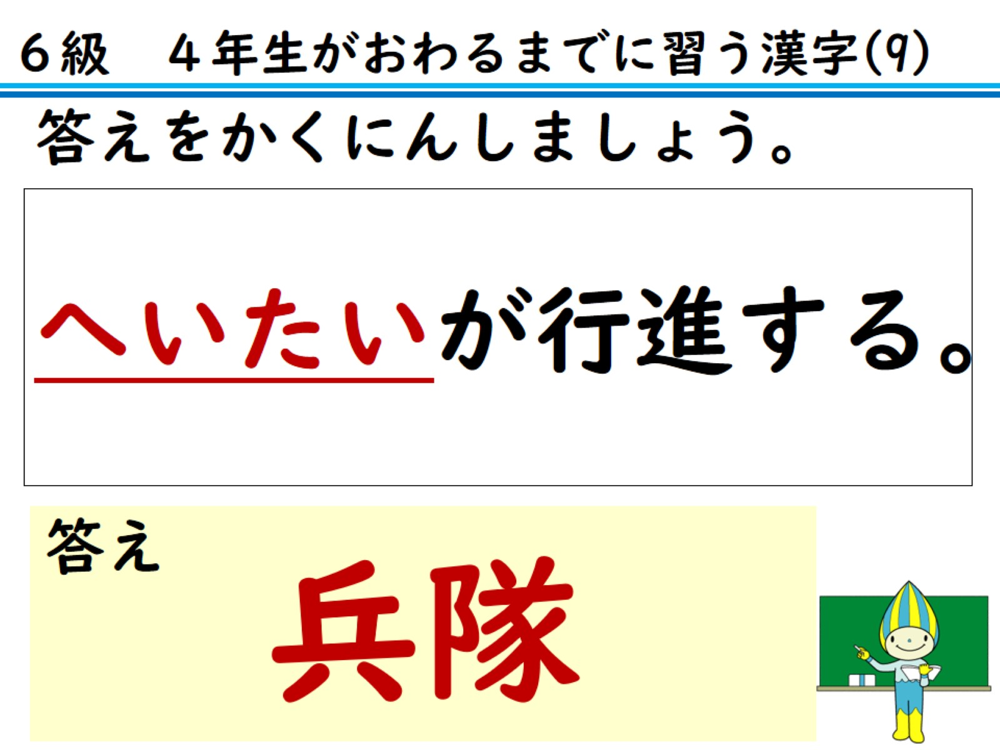 ６級　４年生がおわるまでに習う漢字(9)
答えをかくにんしましょう。
へいたいが行進する。
答え
兵隊